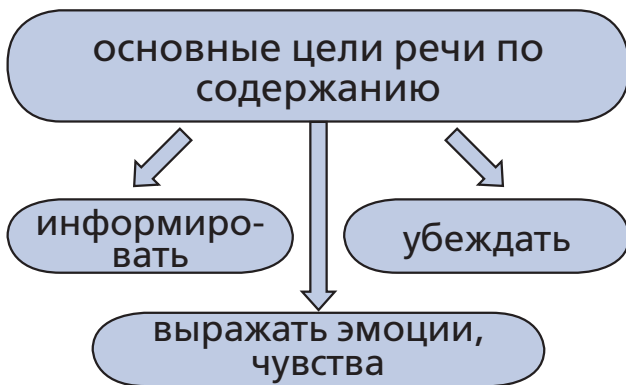 основные цели речи по
содержанию
информиро-
вать
убеждать
выражать эмоции,
чувства